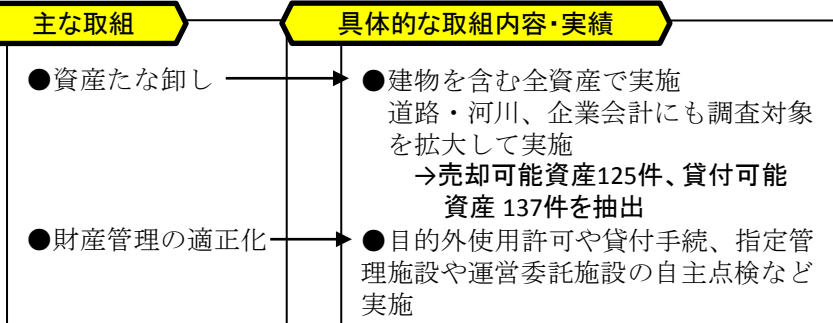 主な取組
具体的な取組内容・実績
●資産たな卸し
●建物を含む全資産で実施
道路・河川、企業会計にも調査対象
を拡大して実施
→売却可能資産125件、貸付可能
資産 137件を抽出
●財産管理の適正化
●目的外使用許可や貸付手続、指定管
理施設や運営委託施設の自主点検など
実施